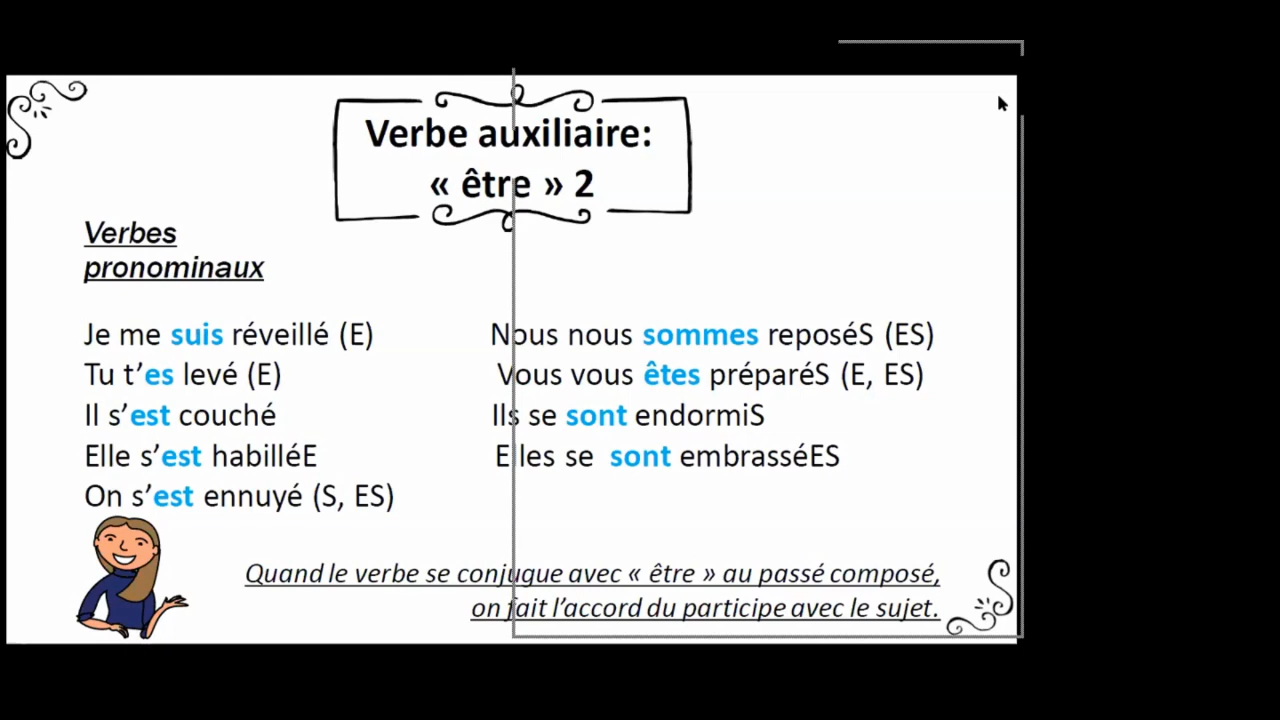 Verbe auxiliaire:
« être » 2
Verbes
pronominaux
Je me suis réveillé (E)
Tu t’es levé (E)
Il s’est couché
Elle s’est habilléE
On s’est ennuyé (S, ES)
Nous nous sommes reposéS (ES)
Vous vous êtes préparéS (E, ES)
Ils se sont endormiS
Elles se sont embrasséES
Quand le verbe se conjugue avec « être » au passé composé,
on fait l’accord du participe avec le sujet.